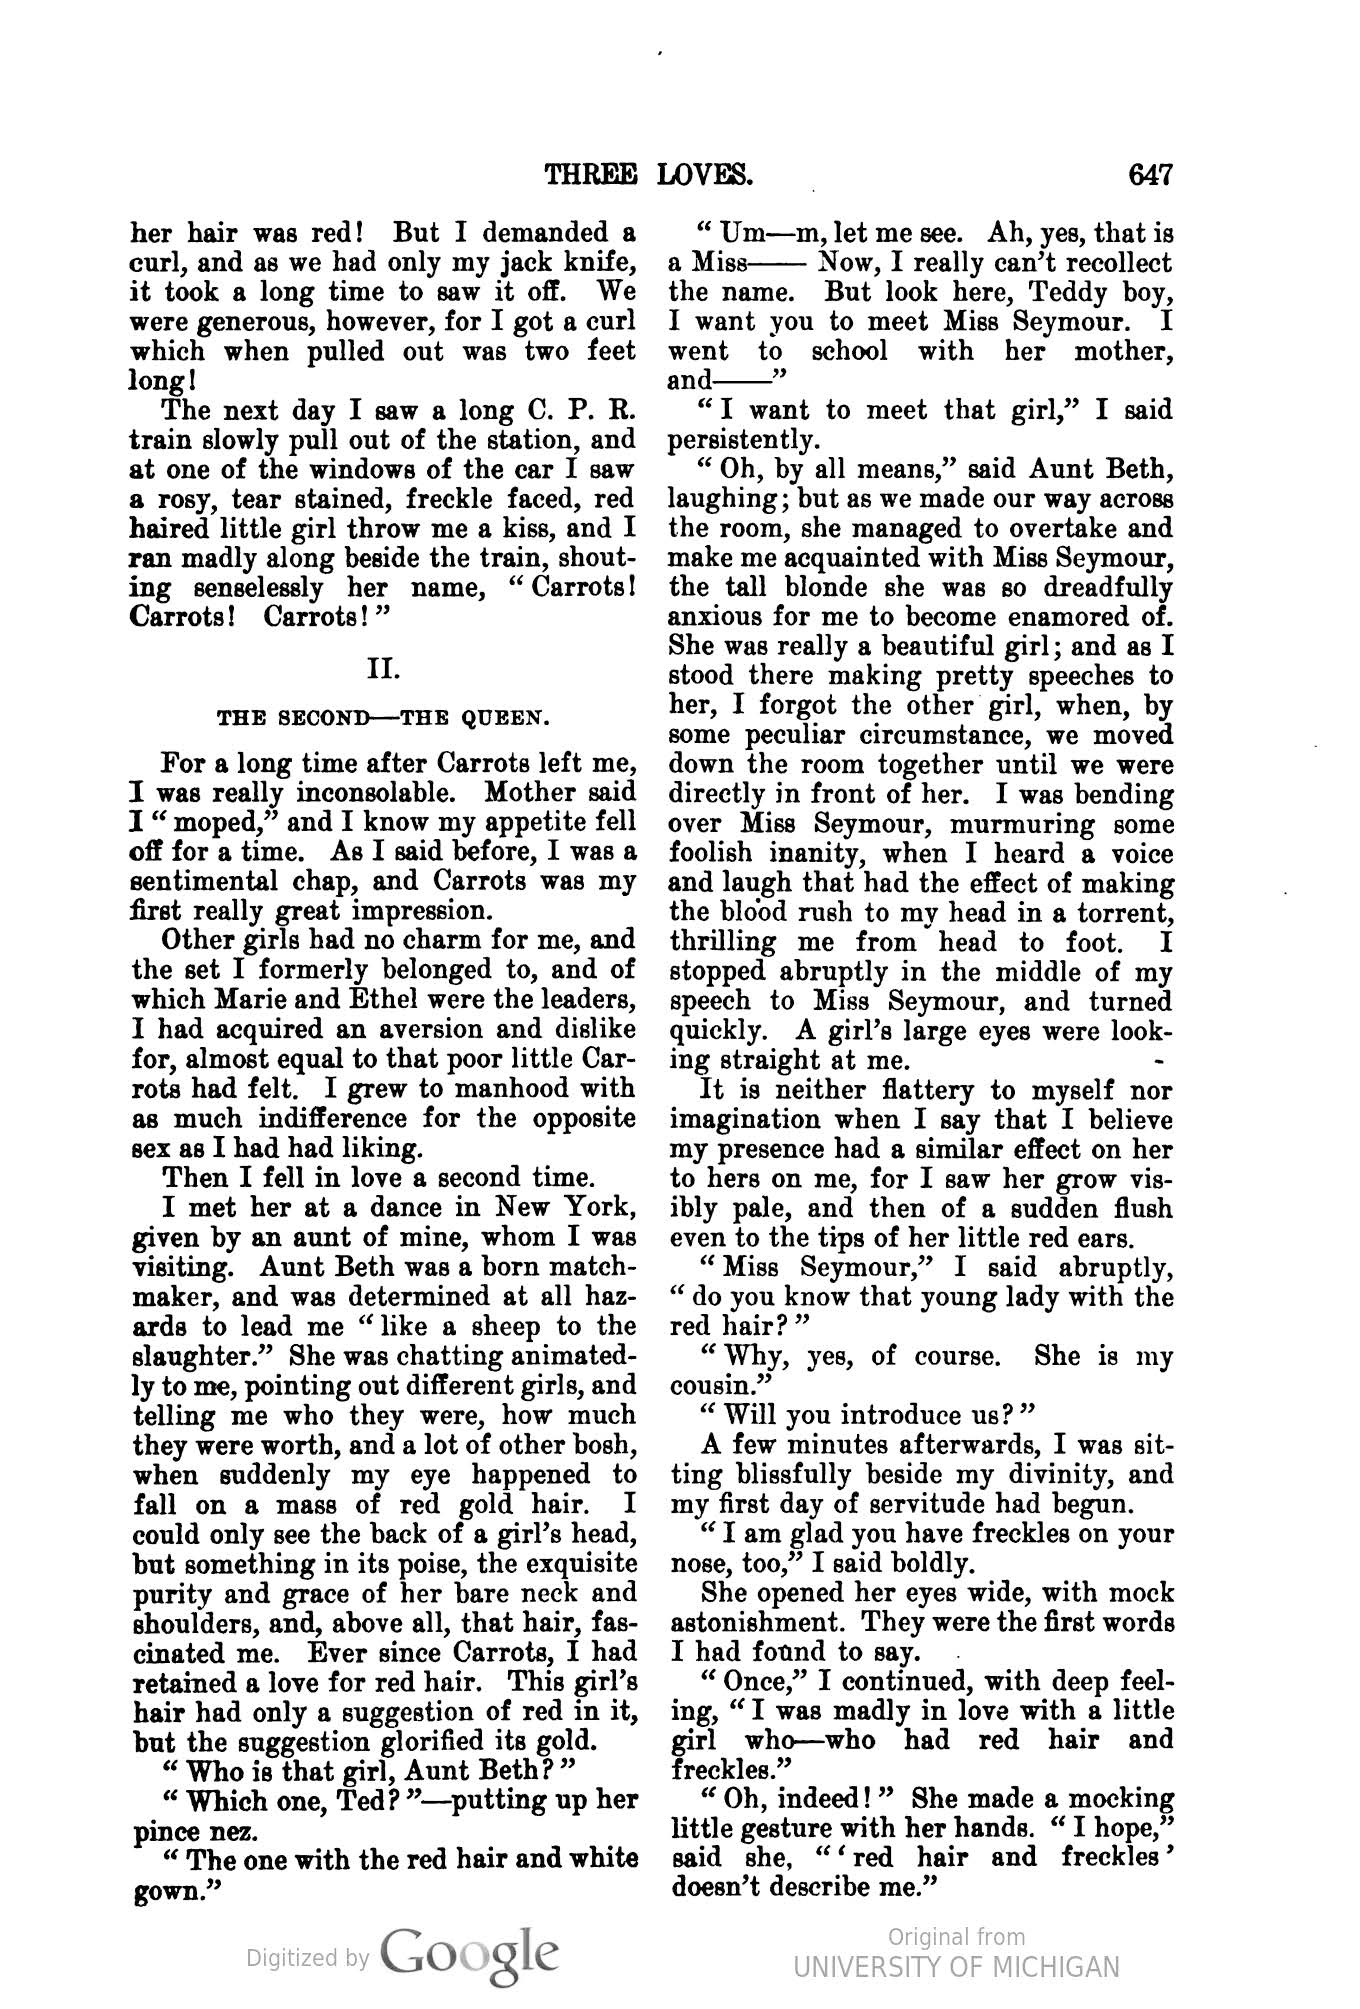 THREE LOVES. 647
her hair was red! But I demanded a
curl, and as we had only my jack knife,
it took a long time to saw it off. We
were generous, however, for I got a curl
which when pulled out was two feet
long!
The next day I saw a long C. P. R.
train slowly pull out of the station, and
at one of the windows of the car I saw
a rosy, tear stained, freckle faced, red
haired little girl throw me a kiss, and I
ran madly along beside the train, shout-
ing senselessly her name, “Carrots!
Carrots! Carrots!”
II.
THE SECOND—THE QUEEN.
For a long time after Carrots left me,
I was really inconsolable. Mother said
I “moped,” and I know my appetite fell
off for a time. As I said before, I was a
sentimental chap, and Carrots was my
first really great impression.
Other girls had no charm for me, and
the set I formerly belonged to, and of
which Marie and Ethel were the leaders,
I had acquired an aversion and dislike
for, almost equal to that poor little Car-
rots had felt. I grew to manhood with
as much indifference for the opposite
sex as I had had liking.
Then I fell in love a second time.
I met her at a dance in New York,
given by an aunt of mine, whom I was
visiting. Aunt Beth was a born match-
maker, and was determined at all haz-
ards to lead me “like a sheep to the
slaughter.” She was chatting animated-
ly to me, pointing out different girls, and
telling me who they were, how much
they were worth, and a lot of other bosh,
when suddenly my eye happened to
fall on a mass of red gold hair. I
could only see the back of a girl’s head,
but something in its poise, the exquisite
purity and grace of her bare neck and
shoulders, and, above all, that hair, fas-
cinated me. Ever since Carrots, I had
retained a love for red hair. This girl’s
hair had only a suggestion of red in it,
but the suggestion glorified its gold.
“Who is that girl, Aunt Beth?”
“Which one, Ted?”—putting up her
pince nez.
“The one with the red hair and white
gown.”
“Um—m, let me see. Ah, yes, that is
a Miss—— Now, I really can’t recollect
the name. But look here, Teddy boy,
I want you to meet Miss Seymour. I
went to school with her mother,
and——”
“I want to meet that girl,” I said
persistently.
“Oh, by all means,” said Aunt Beth,
laughing; but as we made our way across
the room, she managed to overtake and
make me acquainted with Miss Seymour,
the tall blonde she was so dreadfully
anxious for me to become enamored of.
She was really a beautiful girl; and as I
stood there making pretty speeches to
her, I forgot the other girl, when, by
some peculiar circumstance, we moved
down the room together until we were
directly in front of her. I was bending
over Miss Seymour, murmuring some
foolish inanity, when I heard a voice
and laugh that had the effect of making
the blood rush to my head in a torrent,
thrilling me from head to foot. I
stopped abruptly in the middle of my
speech to Miss Seymour, and turned
quickly. A girl’s large eyes were look-
ing straight at me.
It is neither flattery to myself nor
imagination when I say that I believe
my presence had a similar effect on her
to hers on me, for I saw her grow vis-
ibly pale, and then of a sudden flush
even to the tips of her little red ears.
“Miss Seymour,” I said abruptly,
“do you know that young lady with the
red hair?”
“Why, yes, of course. She is my
cousin.”
“Will you introduce us?”
A few minutes afterwards, I was sit-
ting blissfully beside my divinity, and
my first day of servitude had begun.
“I am glad you have freckles on your
nose, too,” I said boldly.
She opened her eyes wide, with mock
astonishment. They were the first words
I had found to say.
“Once,” I continued, with deep feel-
ing, “I was madly in love with a little
girl who—who had red hair and
freckles.”
“Oh, indeed!” She made a mocking
little gesture with her hands. “I hope,”
said she, “‘red hair and freckles’
doesn’t describe me.”
Digitized by Google
Original from
UNIVERSITY OF MICHIGAN